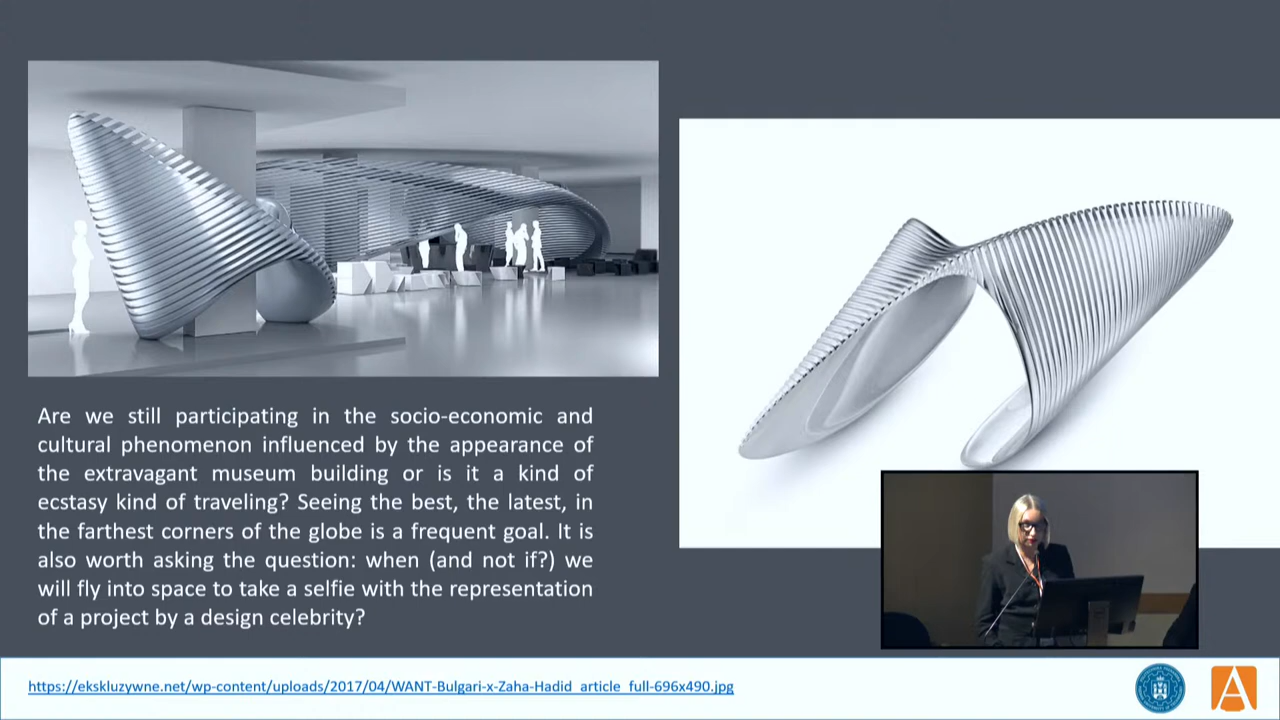 Are we still participating in the socio-economic and
cultural phenomenon influenced by the appearance of
the extravagant museum building or is it a kind of
ecstasy kind of traveling? Seeing the best, the latest, in
the farthest corners of the globe is a frequent goal. It is
also worth asking the question: when (and not if?) we
will fly into space to take a selfie with the representation
of a project by a design celebrity?
https://ekskluzywne.net/wp-content/uploads/2017/04/WANT-Bulgari-x-Zaha-Hadid_article_full-696x490.jpg